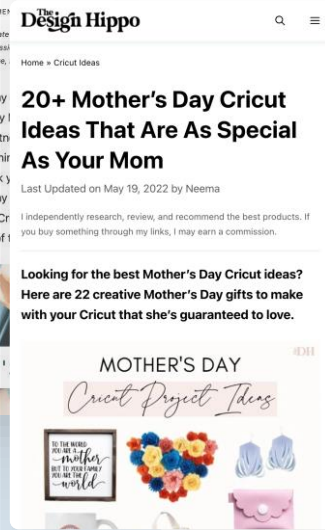 The
Design Hippo
Home » Cricut Ideas
20+ Mother's Day Cricut
Ideas That Are As Special
As Your Mom
Last Updated on May 19, 2022 by Neema
I independently research, review, and recommend the best products. If
you buy something through my links, I may earn a commission.
Looking for the best Mother's Day Cricut ideas?
Here are 22 creative Mother's Day gifts to make
with your Cricut that she's guaranteed to love.
DH
MOTHER'S DAY
Cricut Project Ideas
TO THE WORLD
YOU ARE A
mother
BUT TO YOUR FAMILY
YOU ARE THE
world